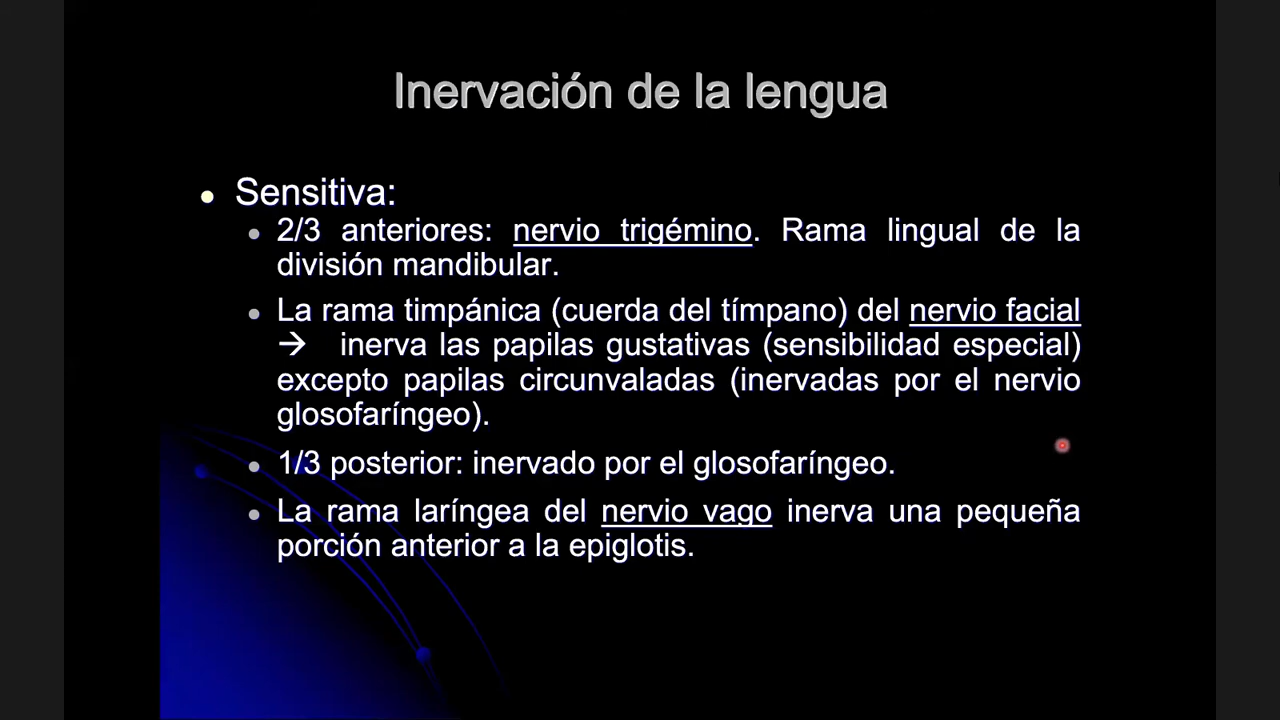 Inervación de la lengua
Sensitiva:
2/3 anteriores: nervio trigémino. Rama lingual de la
división mandibular.
La rama timpánica (cuerda del tímpano) del nervio facial
→ inerva las papilas gustativas (sensibilidad especial)
excepto papilas circunvaladas (inervadas por el nervio
glosofaríngeo).
1/3 posterior: inervado por el glosofaríngeo.
La rama laríngea del nervio vago inerva una pequeña
porción anterior a la epiglotis.